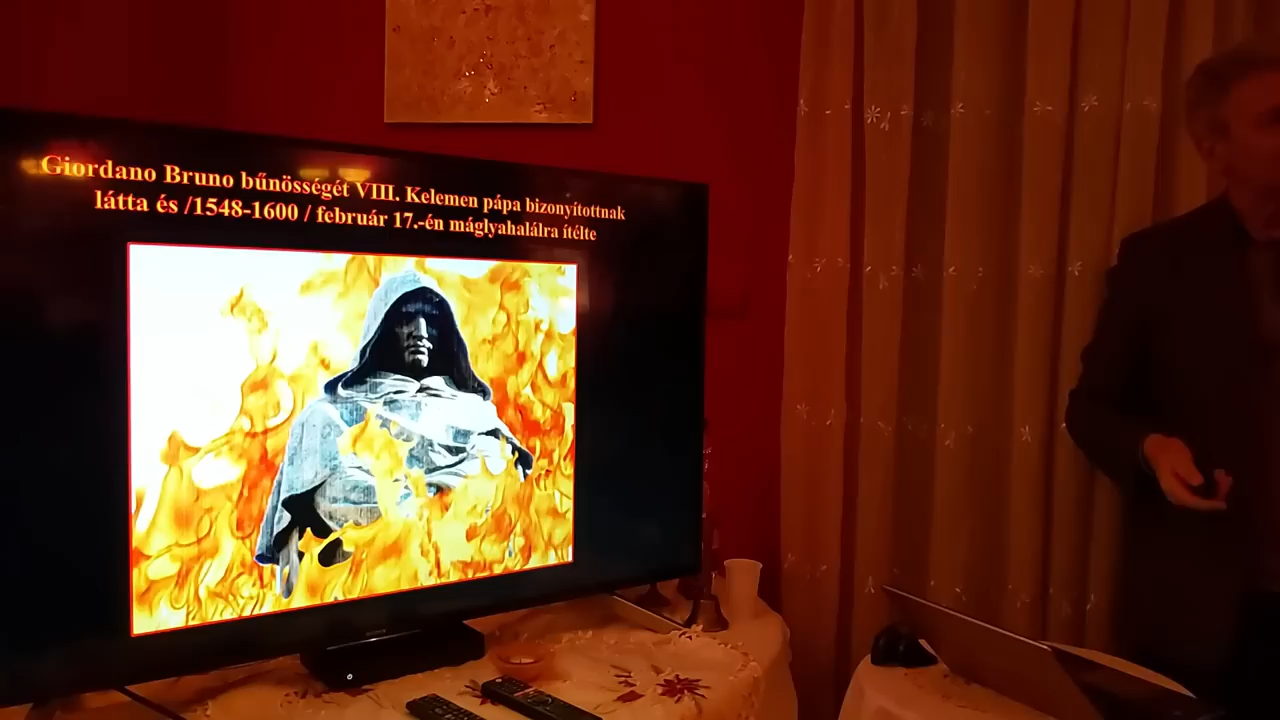 Giordano Bruno bűnösségét VIII. Kelemen pápa bizonyítottnak
látta és /1548-1600 / február 17.-én máglyahalálra ítélte